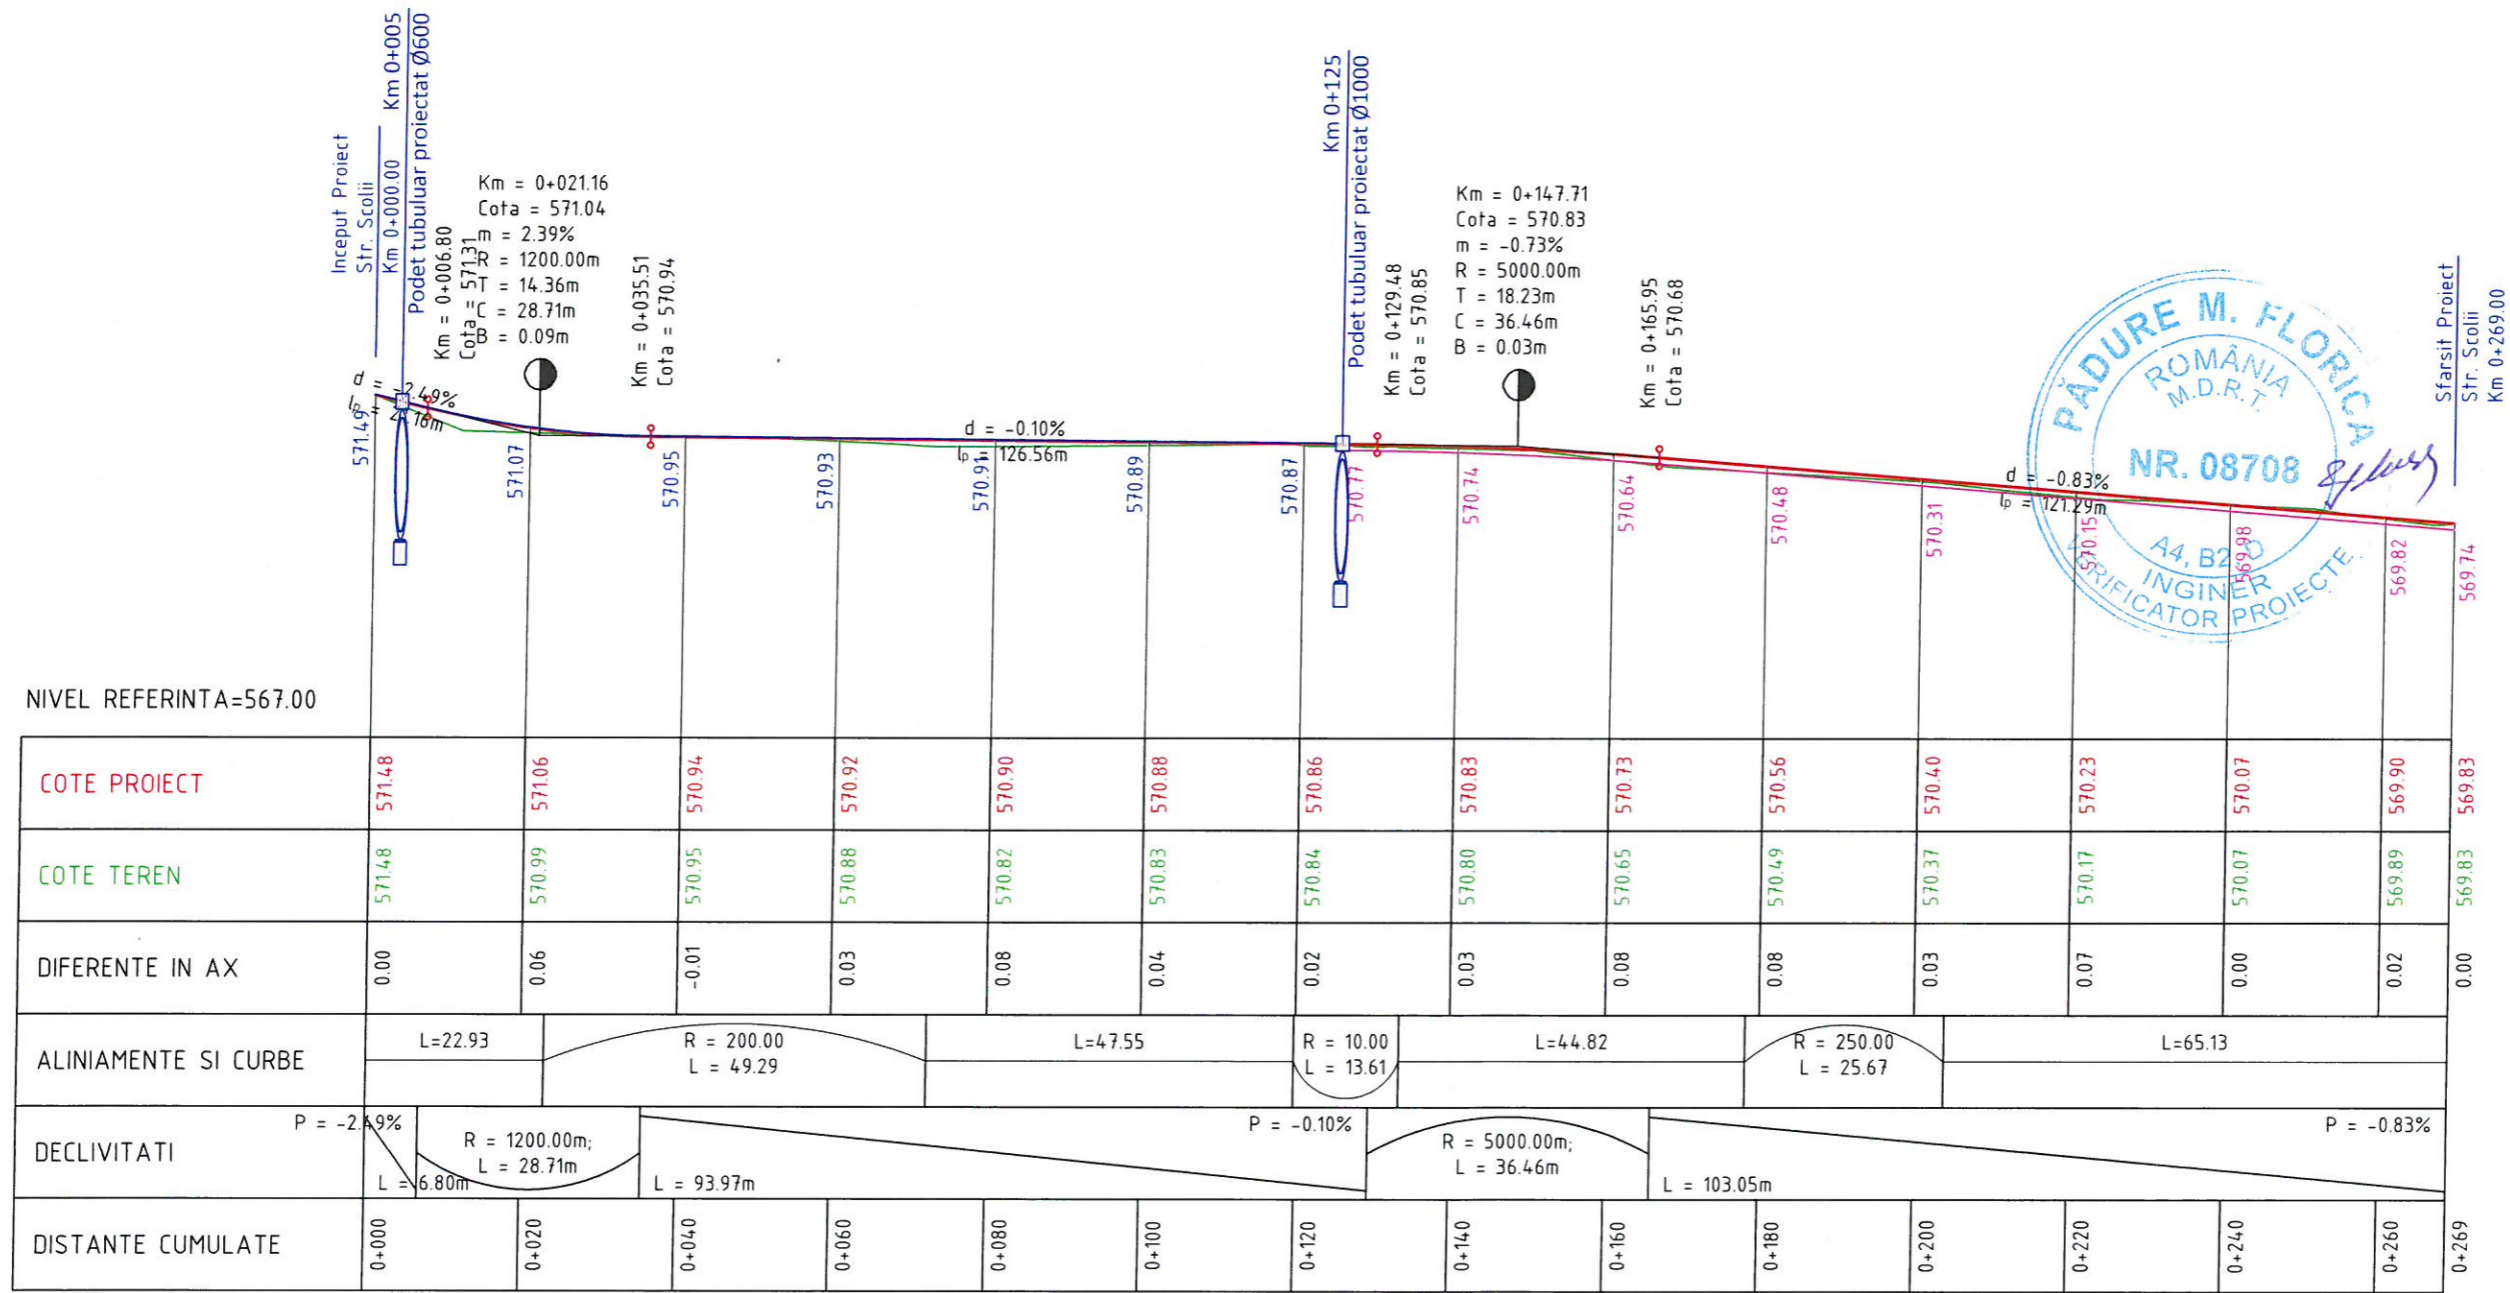 Inceput Proiect
Str. Scolii
Km 0+000.00
Km 0+005
Podet tubuluar proiectat Ø600
Km = 0+006.80
Cota = 571.31
Km = 0+021.16
Cota = 571.04
m = 2.39%
R = 1200.00m
T = 14.36m
C = 28.71m
B = 0.09m
Km = 0+035.51
Cota = 570.94
Km 0+125
Podet tubuluar proiectat Ø1000
Km = 0+129.48
Cota = 570.85
Km = 0+147.71
Cota = 570.83
m = -0.73%
R = 5000.00m
T = 18.23m
C = 36.46m
B = 0.03m
Km = 0+165.95
Cota = 570.68
Sfarsit Proiect
Str. Scolii
Km 0+269.00
PĂDURE M. FLORICA
ROMÂNIA
M.D.R.T.
NR. 08708
A4, B2, D
INGINER
VERIFICATOR PROIECTE
d = -2.49%
lp = 21.16m
d = -0.10%
lp = 126.56m
d = -0.83%
lp = 121.29m
571.49 571.07 570.95 570.93 570.91 570.89 570.87 570.77 570.74 570.64 570.48 570.31 570.15 569.98 569.82 569.74
NIVEL REFERINTA=567.00
COTE PROIECT 571.48 571.06 570.94 570.92 570.90 570.88 570.86 570.83 570.73 570.56 570.40 570.23 570.07 569.90 569.83
COTE TEREN 571.48 570.99 570.95 570.88 570.82 570.83 570.84 570.80 570.65 570.49 570.37 570.17 570.07 569.89 569.83
DIFERENTE IN AX 0.00 0.06 -0.01 0.03 0.08 0.04 0.02 0.03 0.08 0.08 0.03 0.07 0.00 0.02 0.00
ALINIAMENTE SI CURBE
L=22.93
R = 200.00
L = 49.29
L=47.55
R = 10.00
L = 13.61
L=44.82
R = 250.00
L = 25.67
L=65.13
DECLIVITATI
P = -2.49%
L = 6.80m
R = 1200.00m;
L = 28.71m
L = 93.97m
P = -0.10%
R = 5000.00m;
L = 36.46m
L = 103.05m
P = -0.83%
DISTANTE CUMULATE 0+000 0+020 0+040 0+060 0+080 0+100 0+120 0+140 0+160 0+180 0+200 0+220 0+240 0+260 0+269